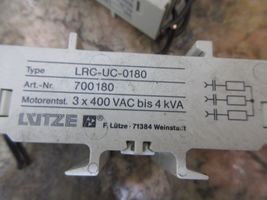 Type LRC-UC-0180
Art.-Nr. 700180
Motorentst. 3 x 400 VAC bis 4 kVA
LÜTZE F. Lütze · 71384 Weinstadt